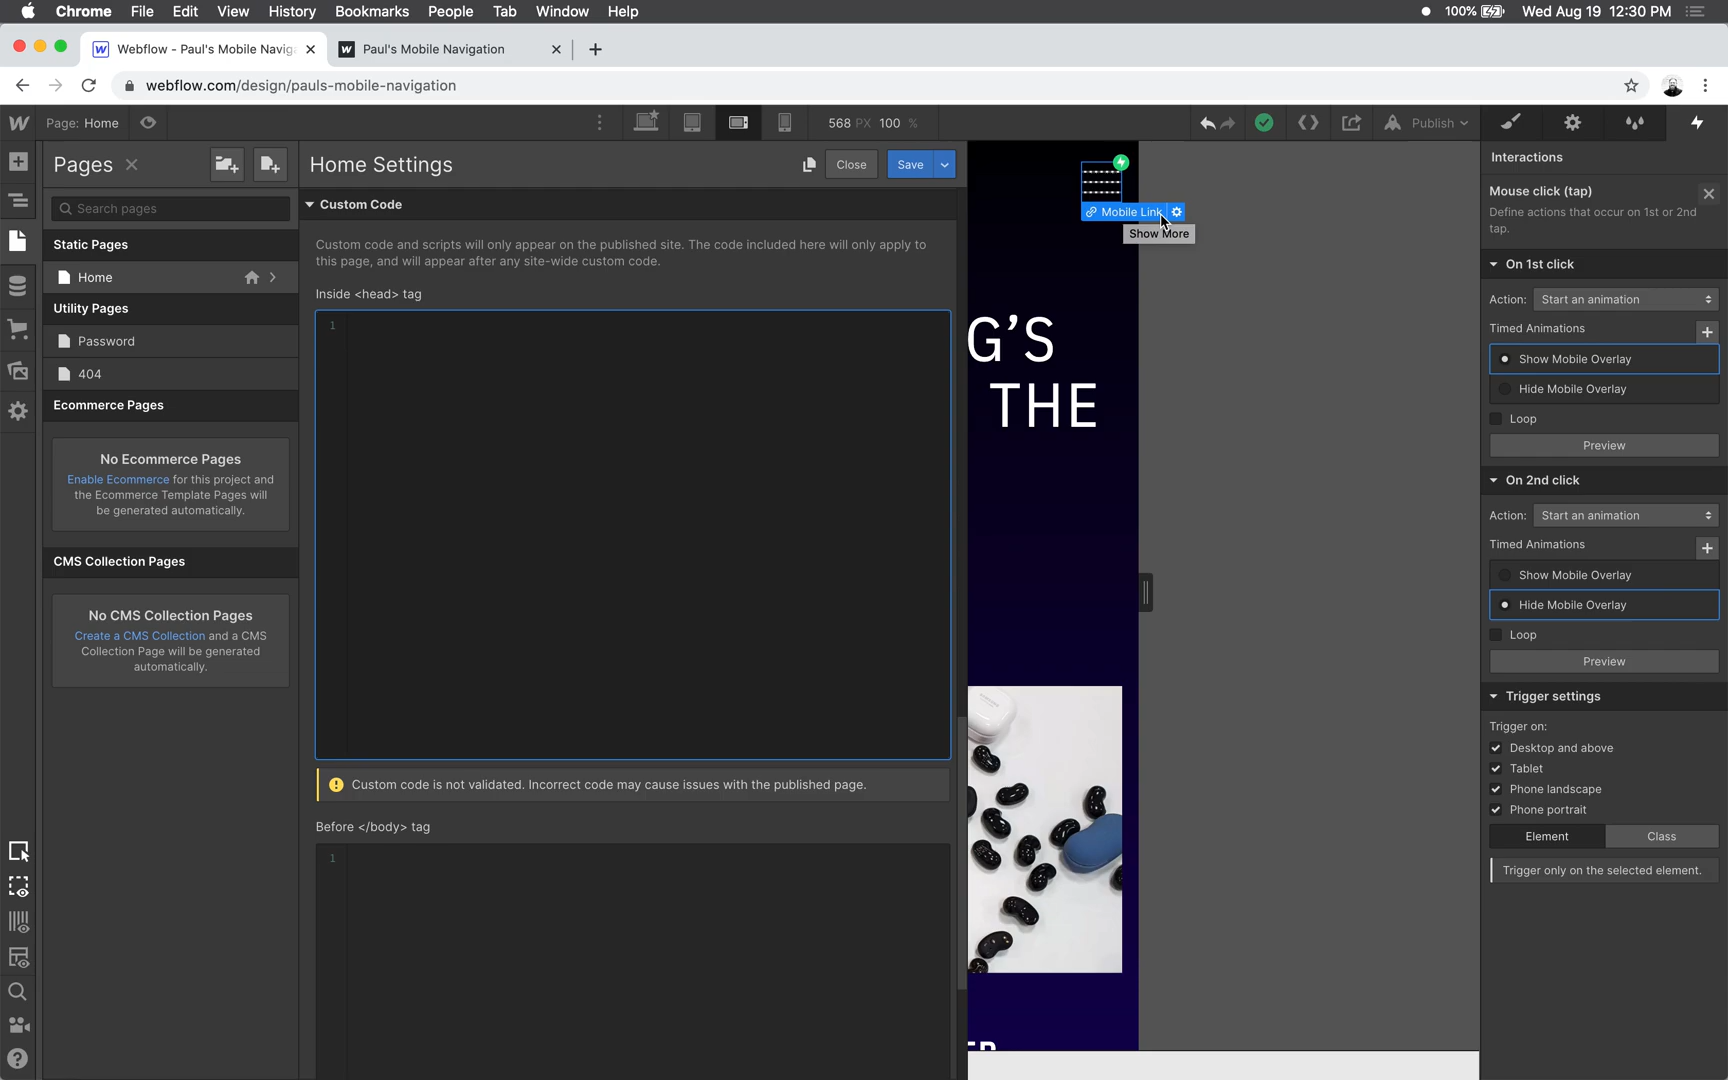 Chrome File Edit View History Bookmarks People Tab Window Help 100% Wed Aug 19 12:30 PM
Webflow - Paul's Mobile Navig Paul's Mobile Navigation
webflow.com/design/pauls-mobile-navigation
Page: Home 568 PX 100 % Publish
Pages
Search pages
Static Pages
Home
Utility Pages
Password
404
Ecommerce Pages
No Ecommerce Pages
Enable Ecommerce for this project and
the Ecommerce Template Pages will
be generated automatically.
CMS Collection Pages
No CMS Collection Pages
Create a CMS Collection and a CMS
Collection Page will be generated
automatically.
Home Settings Close Save
Custom Code
Custom code and scripts will only appear on the published site. The code included here will only apply to
this page, and will appear after any site-wide custom code.
Inside <head> tag
1
Custom code is not validated. Incorrect code may cause issues with the published page.
Before </body> tag
1
Mobile Link
Show More
G’S
THE
Interactions
Mouse click (tap)
Define actions that occur on 1st or 2nd
tap.
On 1st click
Action: Start an animation
Timed Animations
Show Mobile Overlay
Hide Mobile Overlay
Loop
Preview
On 2nd click
Action: Start an animation
Timed Animations
Show Mobile Overlay
Hide Mobile Overlay
Loop
Preview
Trigger settings
Trigger on:
Desktop and above
Tablet
Phone landscape
Phone portrait
Element Class
Trigger only on the selected element.